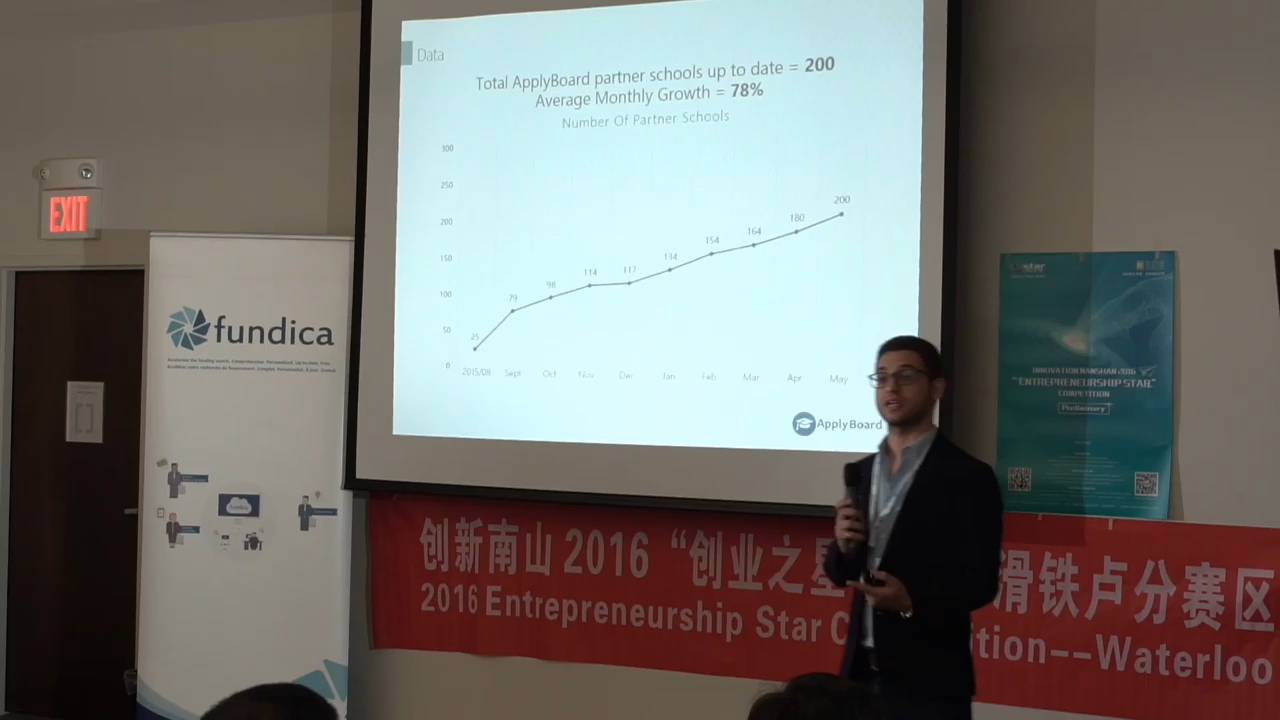 Data
Total ApplyBoard partner schools up to date = 200
Average Monthly Growth = 78%
Number Of Partner Schools
300
250
200
150
100
50
0
25
79
98
114
117
134
154
164
180
200
2015/08 Sept Oct Nov Dec Jan Feb Mar Apr May
ApplyBoard
EXIT
fundica
INNOVATION NANSHAN 2016
"ENTREPRENEURSHIP STAR"
COMPETITION
Preliminary
创新南山 2016 “创业之星 滑铁卢分赛区
2016 Entrepreneurship Star C tition--Waterloo